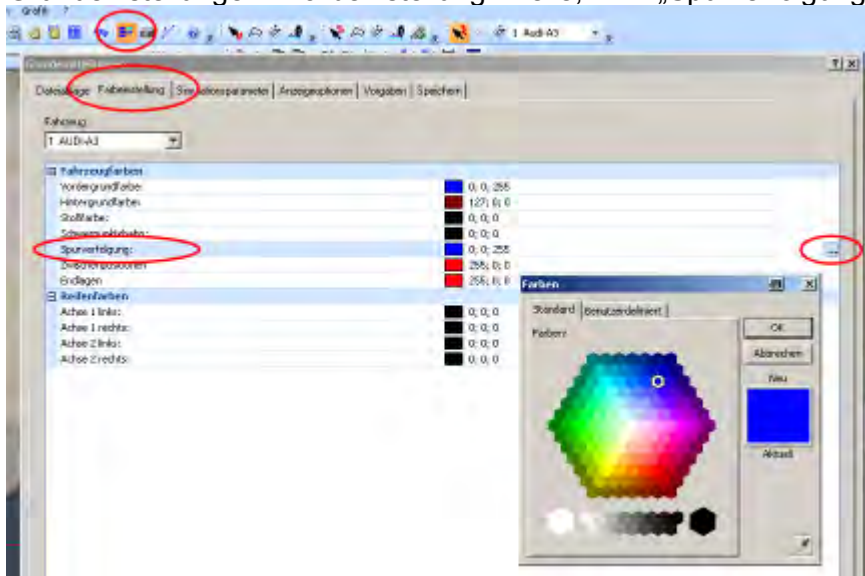 Grafik ?
1 Audi-A3
? X
Farbeinstellung Simulationsparameter Anzeigeoptionen Vorgaben Speichern
Fahrzeug
1 AUDI-A3
Fahrzeugfarben
Vordergrundfarbe: 0; 0; 255
Hintergrundfarbe: 127; 0; 0
Stoßfarbe: 0; 0; 0
Schwerpunktsbahn: 0; 0; 0
Spurverfolgung: 0; 0; 255 ...
Zwischenpositionen 255; 0; 0
Endlagen 255; 0; 0
Reifenfarben
Achse 1 links: 0; 0; 0
Achse 1 rechts: 0; 0; 0
Achse 2 links: 0; 0; 0
Achse 2 rechts: 0; 0; 0
Farben
Standard Benutzerdefiniert
Farben:
OK
Abbrechen
Neu
Aktuell